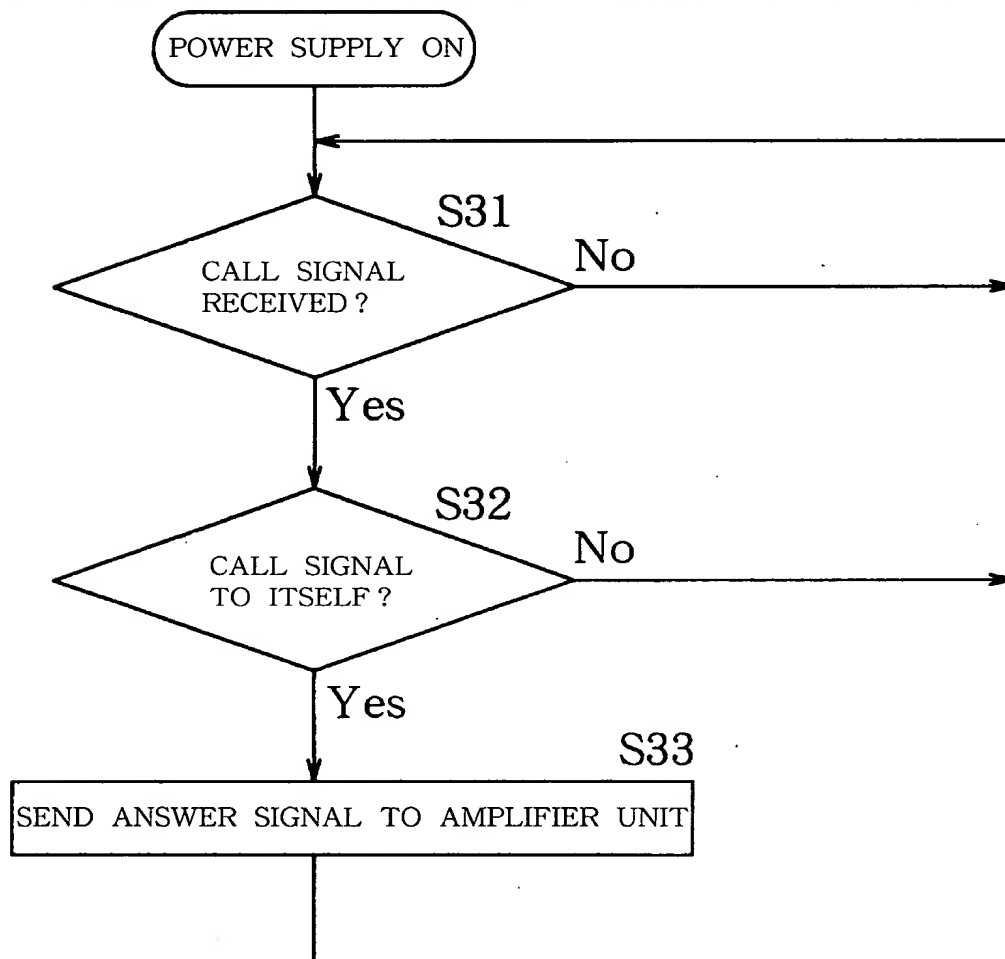 POWER SUPPLY ON
S31
CALL SIGNAL
RECEIVED?
No
Yes
S32
CALL SIGNAL
TO ITSELF?
No
Yes
S33
SEND ANSWER SIGNAL TO AMPLIFIER UNIT